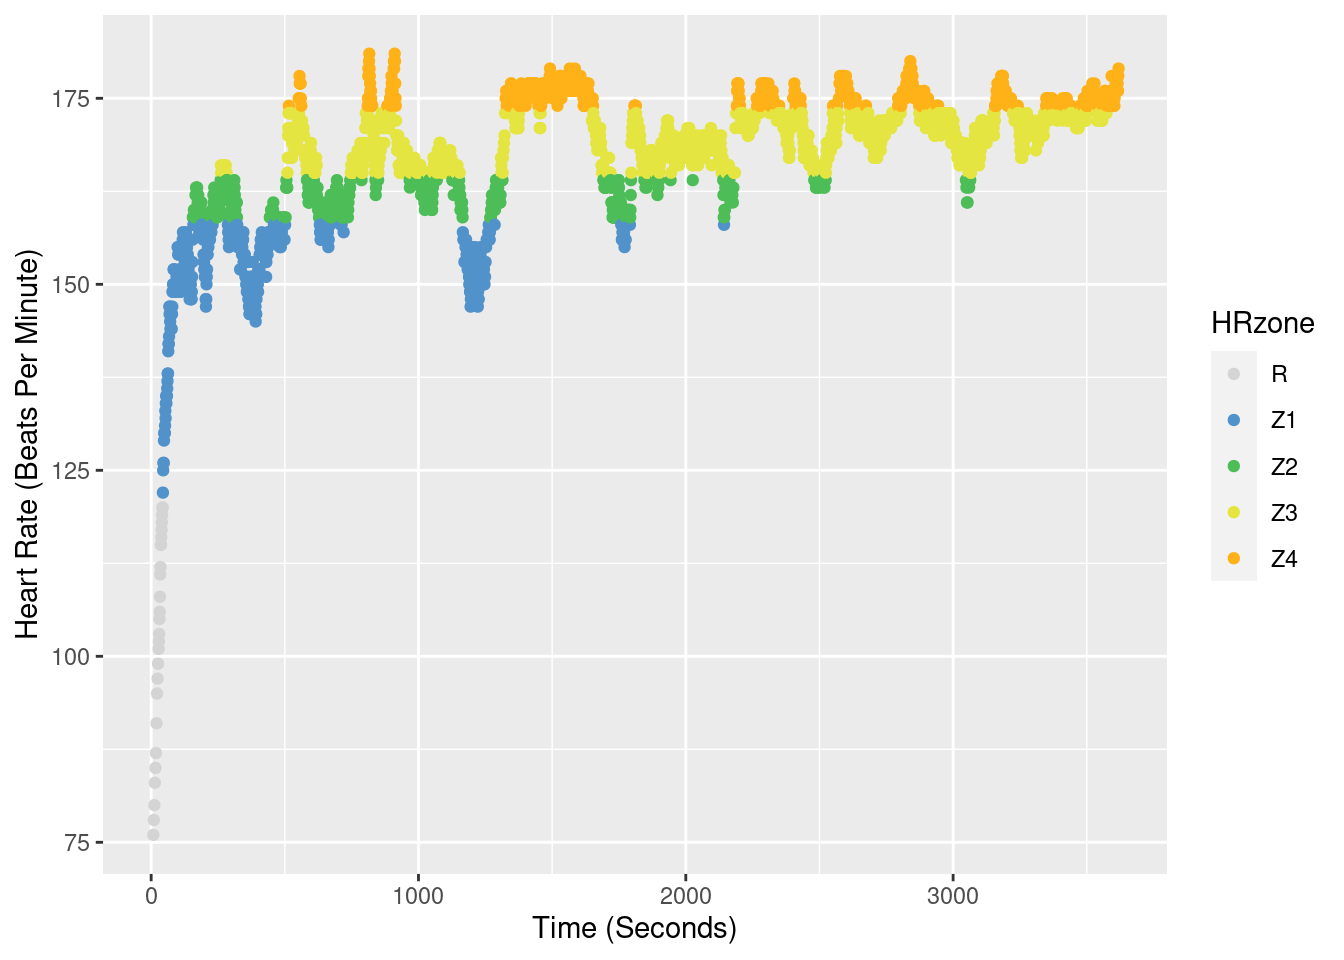 175
150
125
100
75
Heart Rate (Beats Per Minute)
0 1000 2000 3000
Time (Seconds)
HRzone
R
Z1
Z2
Z3
Z4